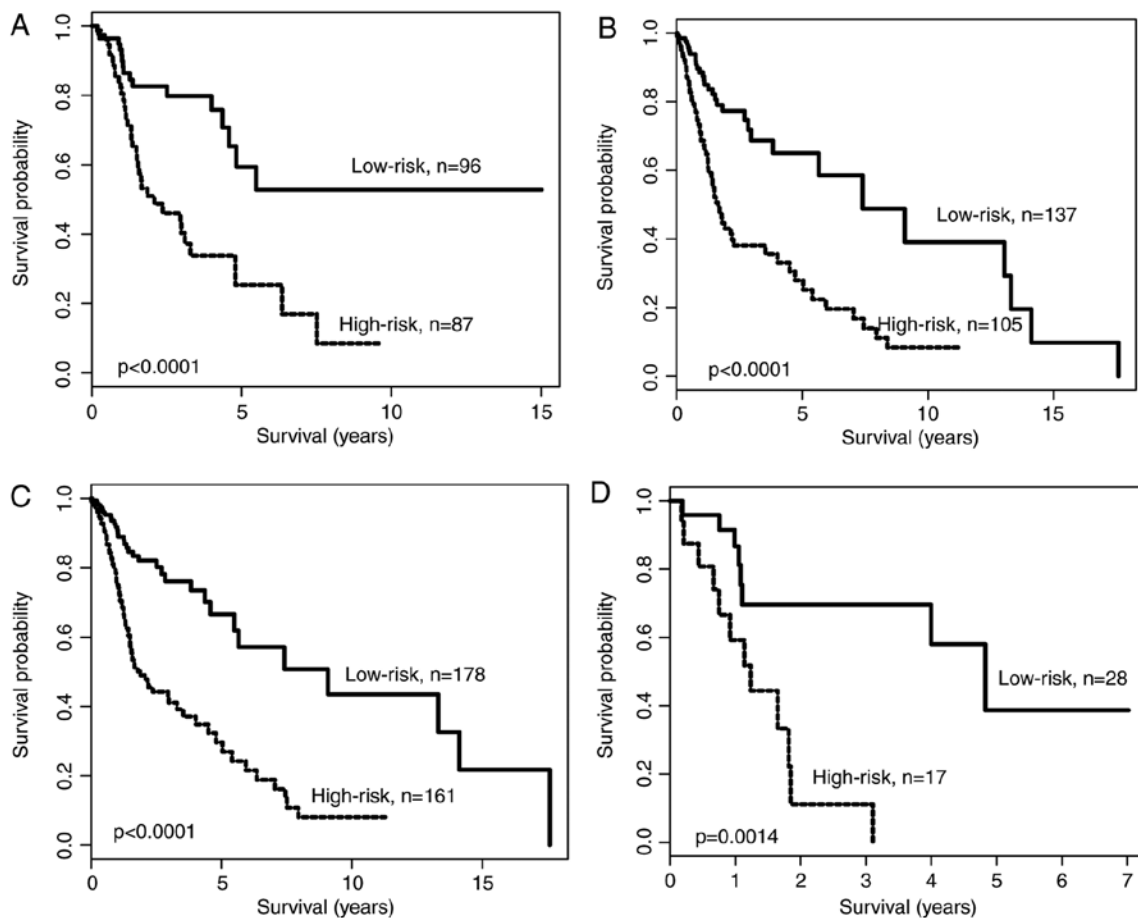 A
Survival probability
1.0
0.8
0.6
0.4
0.2
0.0
Low-risk, n=96
High-risk, n=87
p<0.0001
0 5 10 15
Survival (years)
B
Survival probability
1.0
0.8
0.6
0.4
0.2
0.0
Low-risk, n=137
High-risk, n=105
p<0.0001
0 5 10 15
Survival (years)
C
Survival probability
1.0
0.8
0.6
0.4
0.2
0.0
Low-risk, n=178
High-risk, n=161
p<0.0001
0 5 10 15
Survival (years)
D
Survival probability
1.0
0.8
0.6
0.4
0.2
0.0
Low-risk, n=28
High-risk, n=17
p=0.0014
0 1 2 3 4 5 6 7
Survival (years)